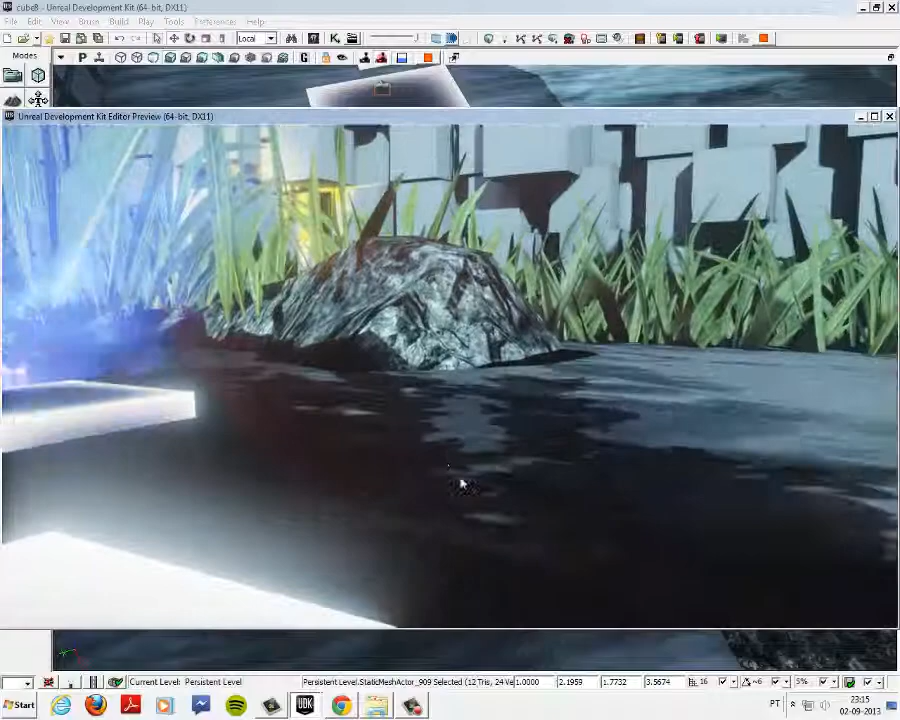 cube8 - Unreal Development Kit (64-bit, DX11)
File Edit View Brush Build Play Tools Preferences Help
Local
Modes
G
Unreal Development Kit Editor Preview (64-bit, DX11)
Current Level: Persistent Level
Persistent Level.StaticMeshActor_909 Selected (12 Tris, 24 Ve
1.0000 2.1959 1.7732 3.5674 16 5%
Start UDK PT 23:15
02-09-2013